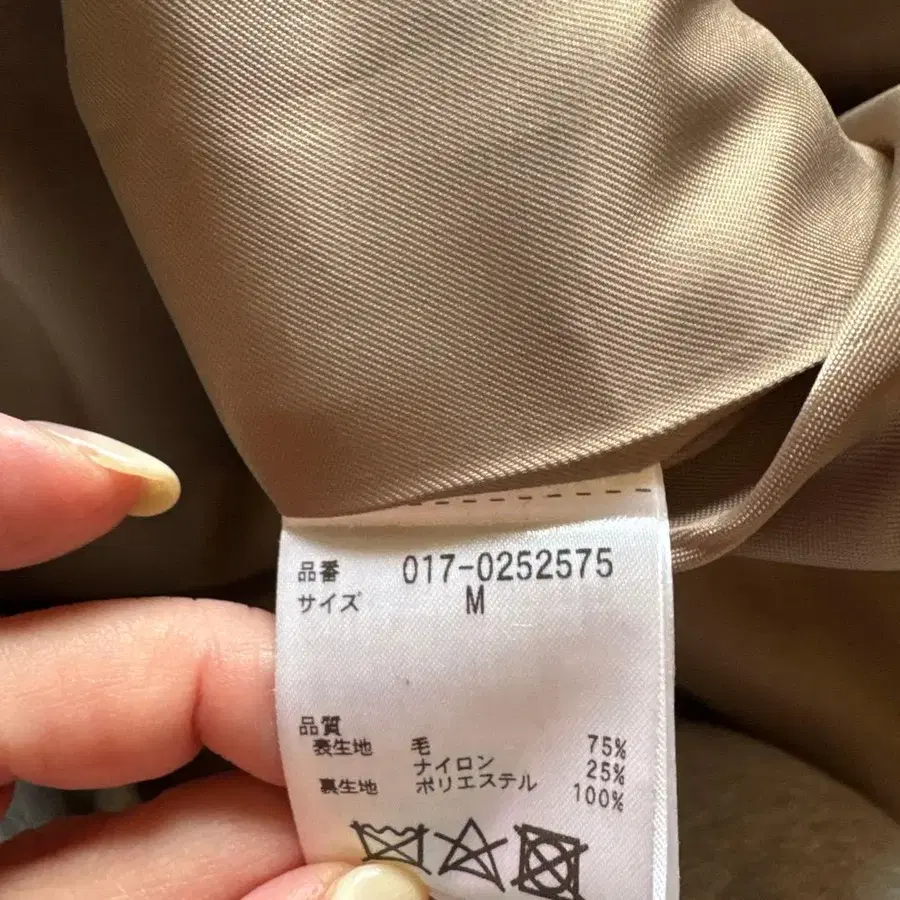 品番 017-0252575
サイズ M
品質
表生地 毛 75%
ナイロン 25%
裏生地 ポリエステル 100%